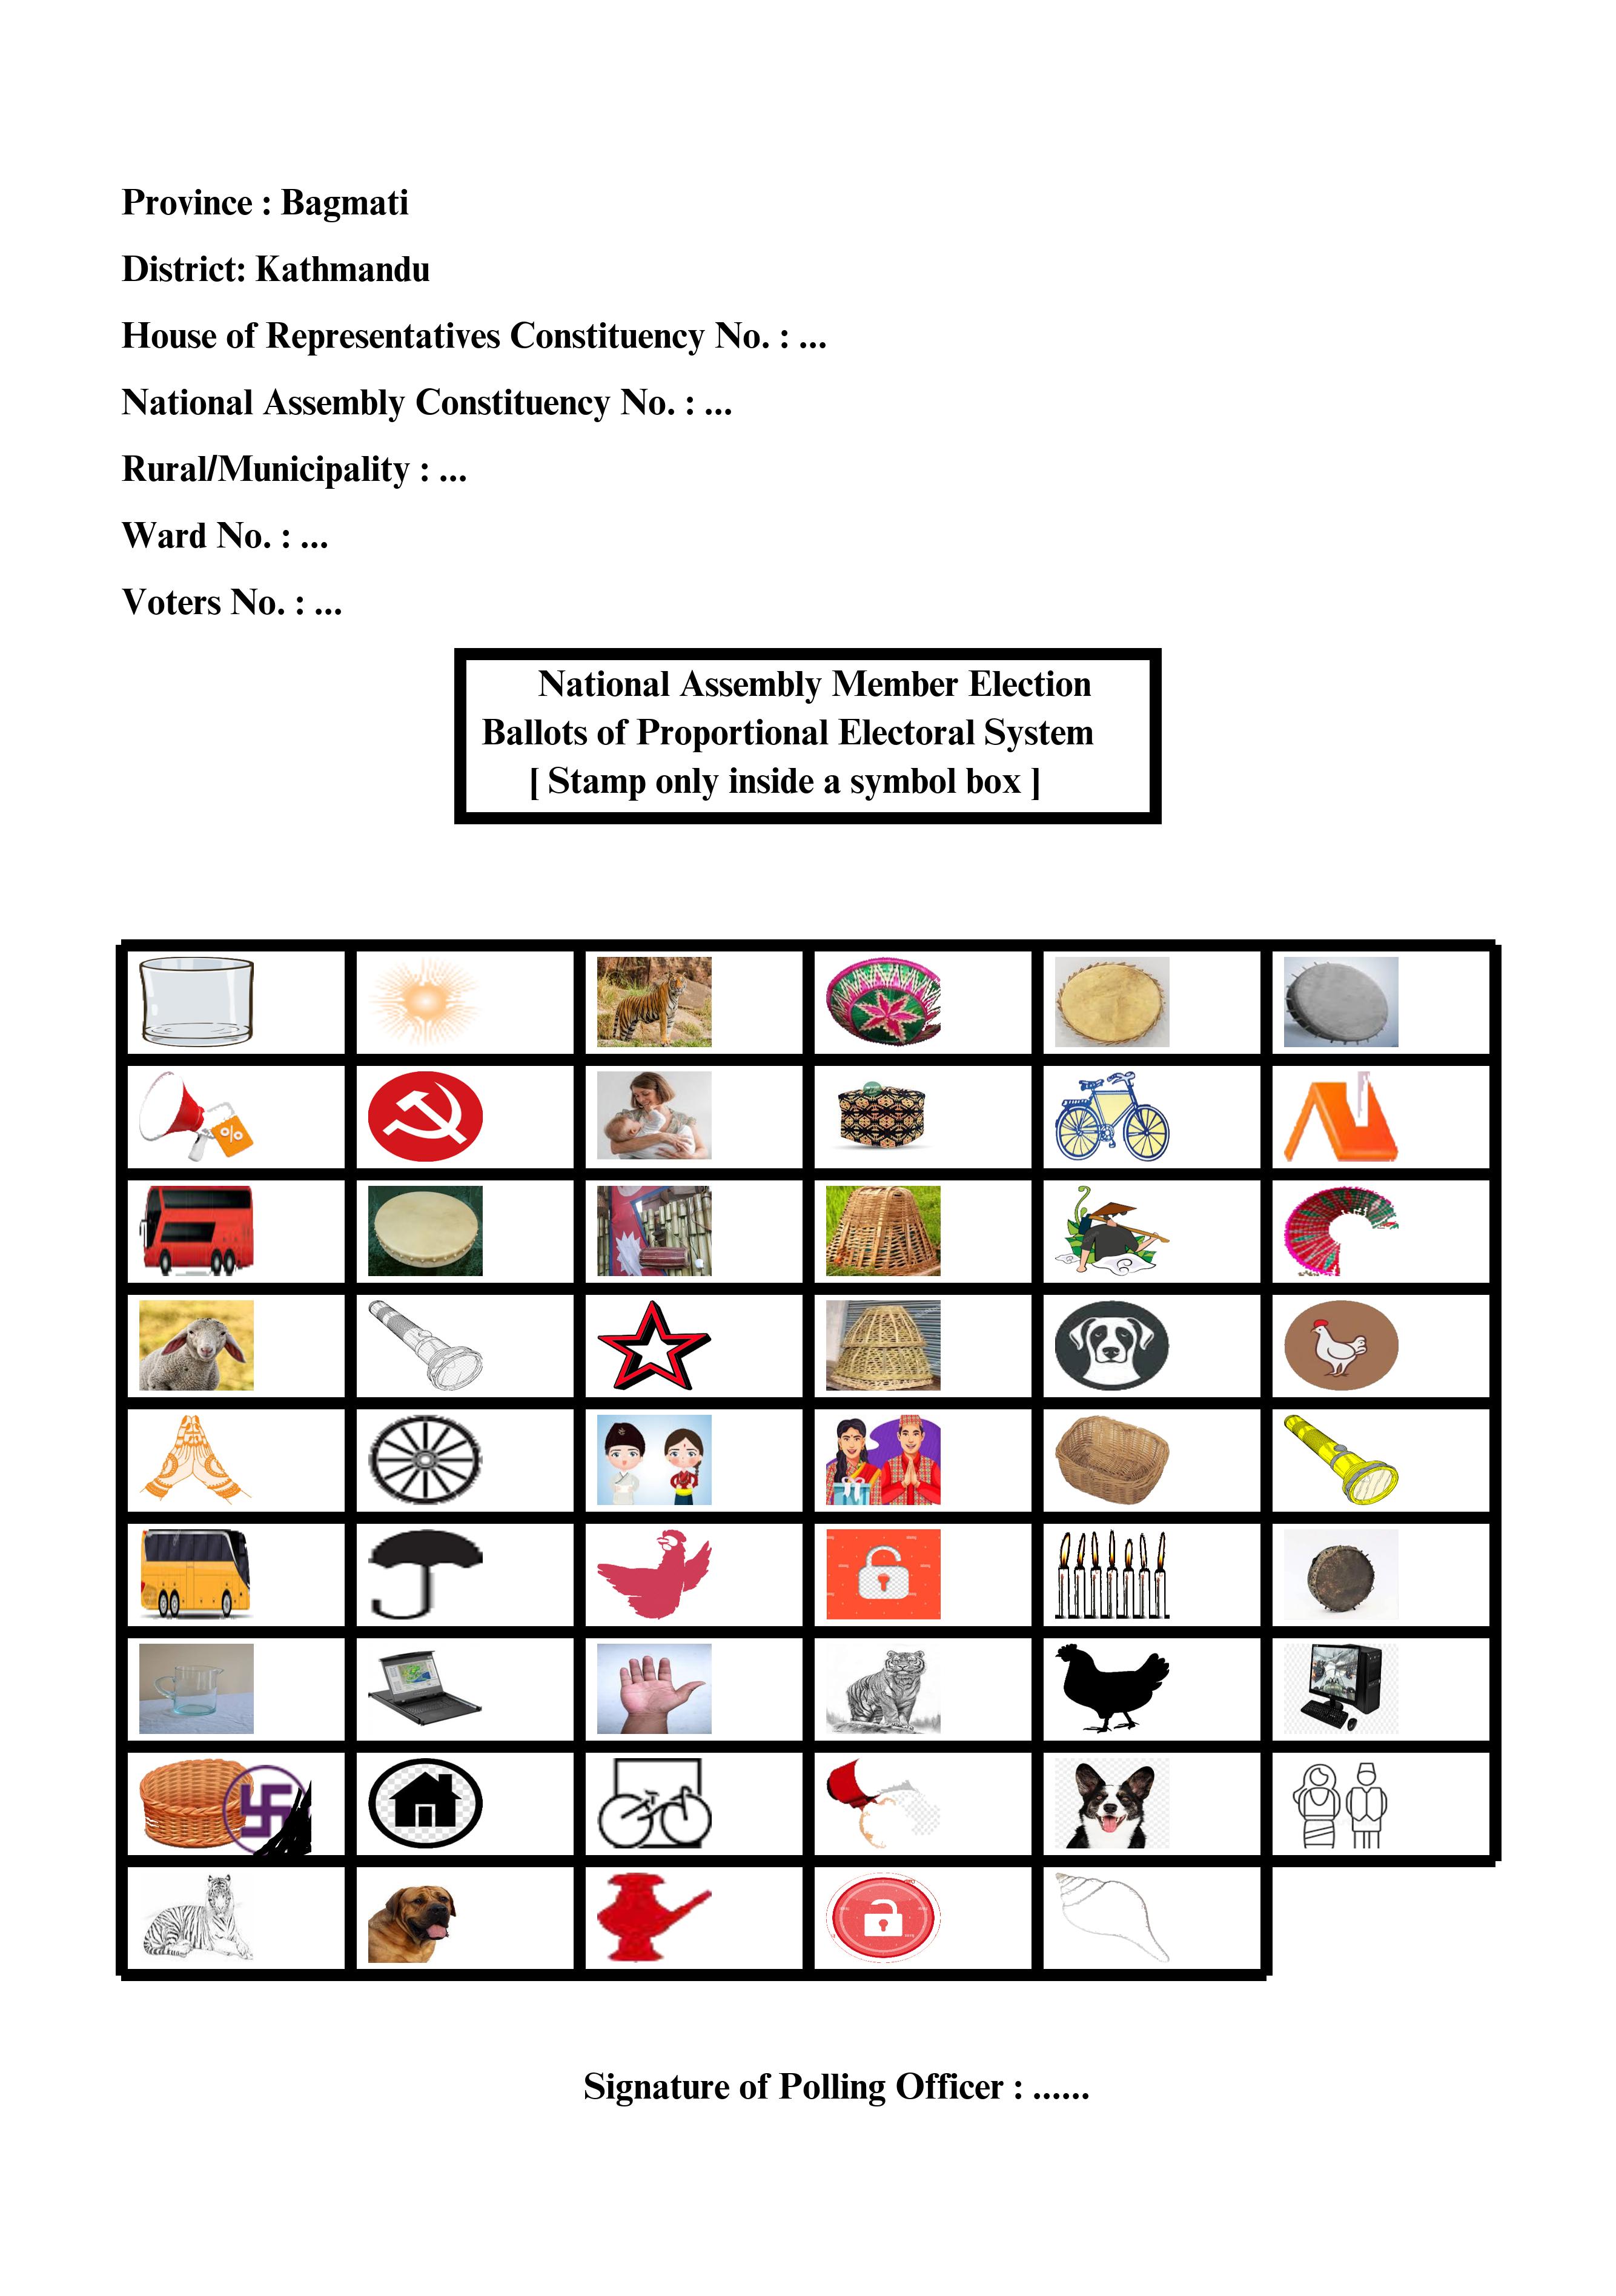 Province : Bagmati
District: Kathmandu
House of Representatives Constituency No. : ...
National Assembly Constituency No. : ...
Rural/Municipality : ...
Ward No. : ...
Voters No. : ...
National Assembly Member Election
Ballots of Proportional Electoral System
[ Stamp only inside a symbol box ]
%
Signature of Polling Officer : ......